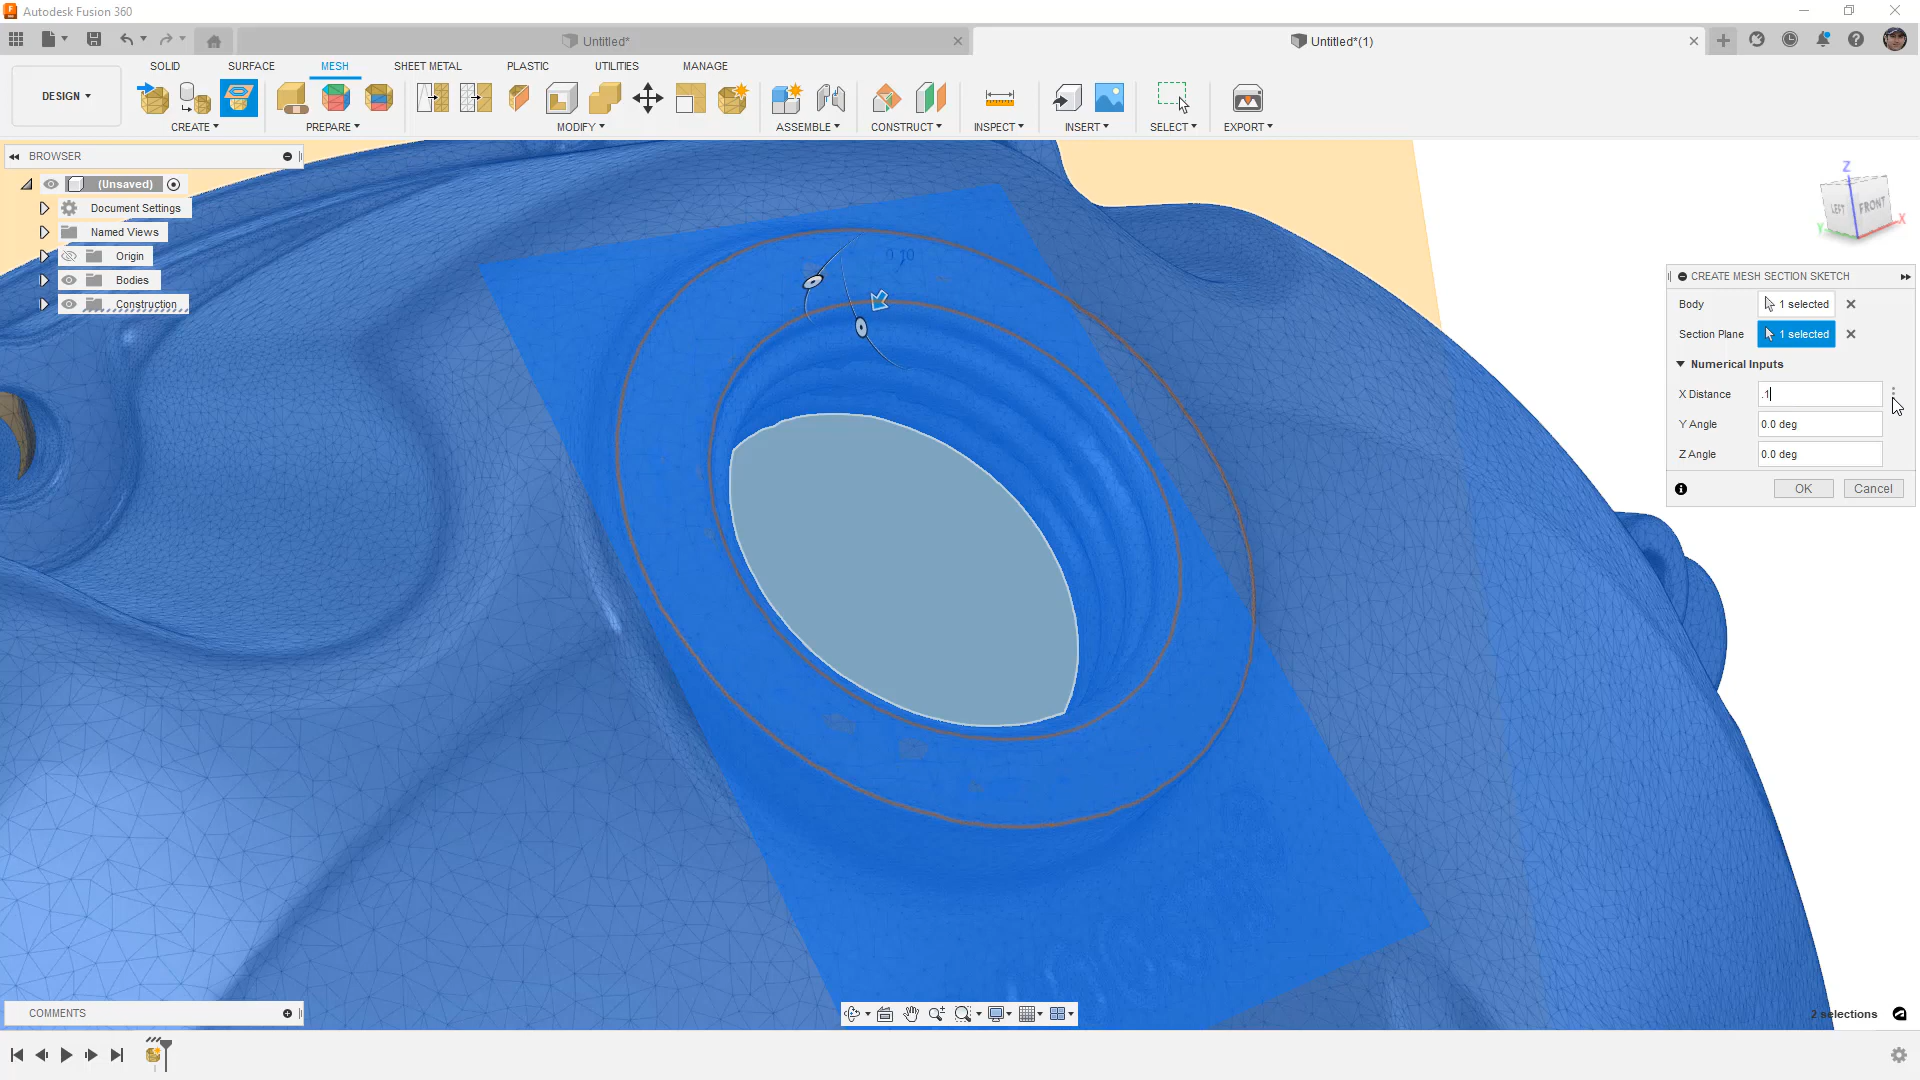 Autodesk Fusion 360
Untitled*
Untitled*(1)
SOLID SURFACE MESH SHEET METAL PLASTIC UTILITIES MANAGE
DESIGN
CREATE PREPARE MODIFY ASSEMBLE CONSTRUCT INSPECT INSERT SELECT EXPORT
BROWSER
(Unsaved)
Document Settings
Named Views
Origin
Bodies
Construction
0.10
Z
LEFT FRONT
X
Y
CREATE MESH SECTION SKETCH
Body 1 selected
Section Plane 1 selected
Numerical Inputs
X Distance .1
Y Angle 0.0 deg
Z Angle 0.0 deg
OK Cancel
COMMENTS
2 selections